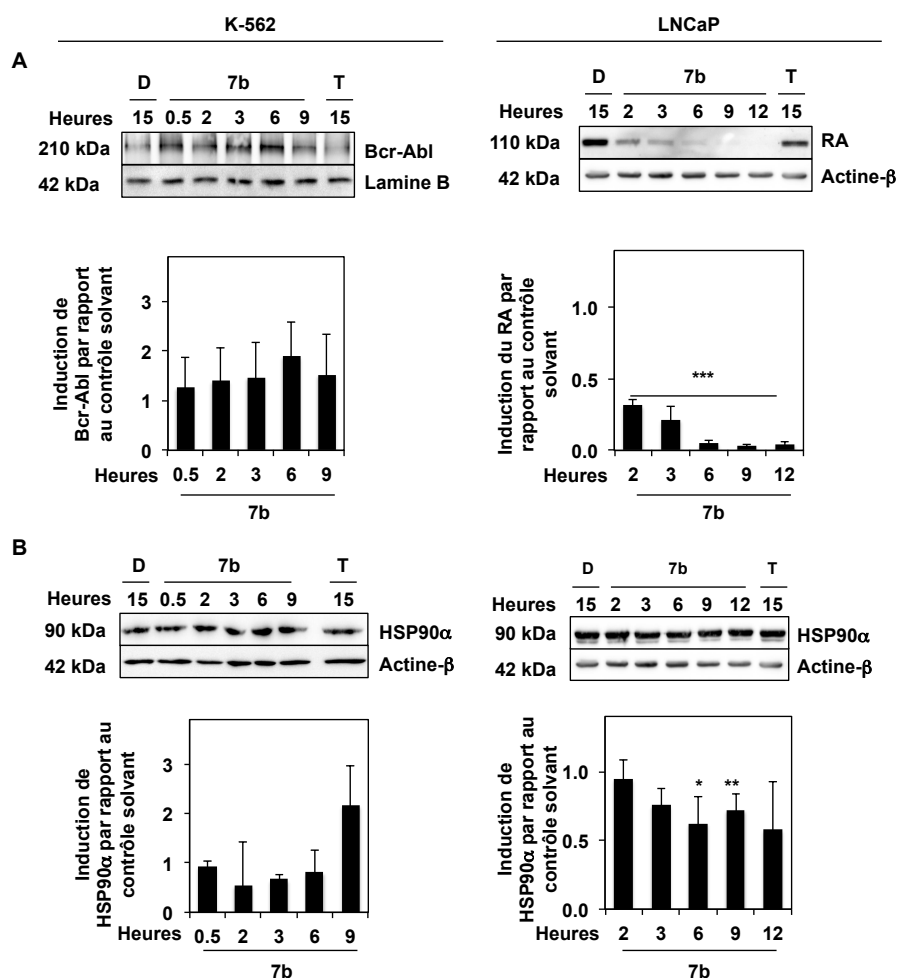 K-562
LNCaP
A
D 7b T
Heures 15 0.5 2 3 6 9 15
210 kDa Bcr-Abl
42 kDa Lamine B
D 7b T
Heures 15 2 3 6 9 12 15
110 kDa RA
42 kDa Actine-β
Induction de
Bcr-Abl par rapport
au contrôle solvant
3
2
1
0
Heures 0.5 2 3 6 9
7b
Induction du RA par
rapport au contrôle
solvant
1.0
0.5
0.0
***
Heures 2 3 6 9 12
7b
B
D 7b T
Heures 15 0.5 2 3 6 9 15
90 kDa HSP90α
42 kDa Actine-β
D 7b T
Heures 15 2 3 6 9 12 15
90 kDa HSP90α
42 kDa Actine-β
Induction de
HSP90α par rapport au
contrôle solvant
3
2
1
0
Heures 0.5 2 3 6 9
7b
Induction de
HSP90α par rapport au
contrôle solvant
1.0
0.5
0.0
* **
Heures 2 3 6 9 12
7b